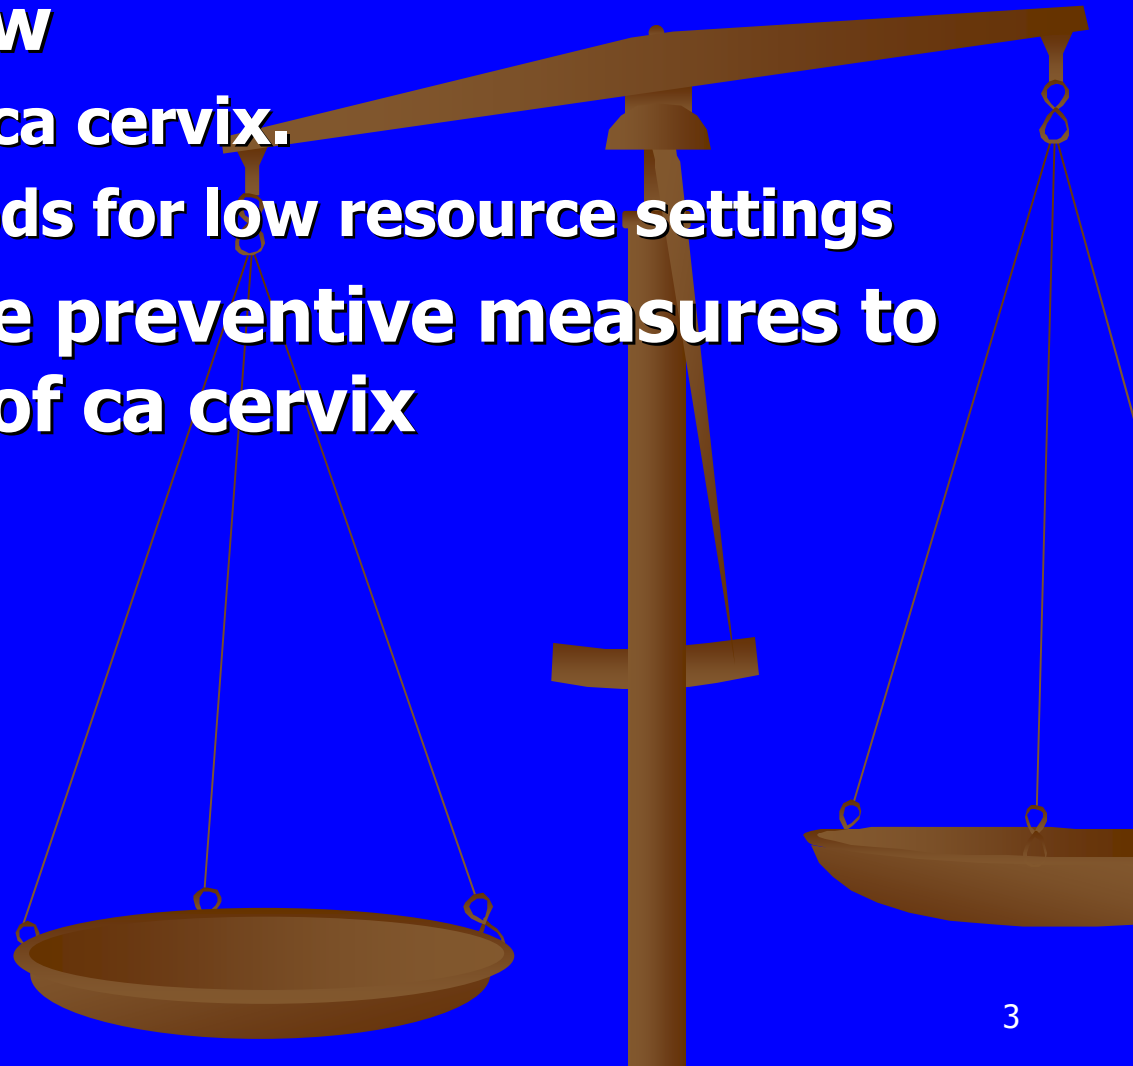 w
ca cervix.
ds for low resource settings
e preventive measures to
of ca cervix
3